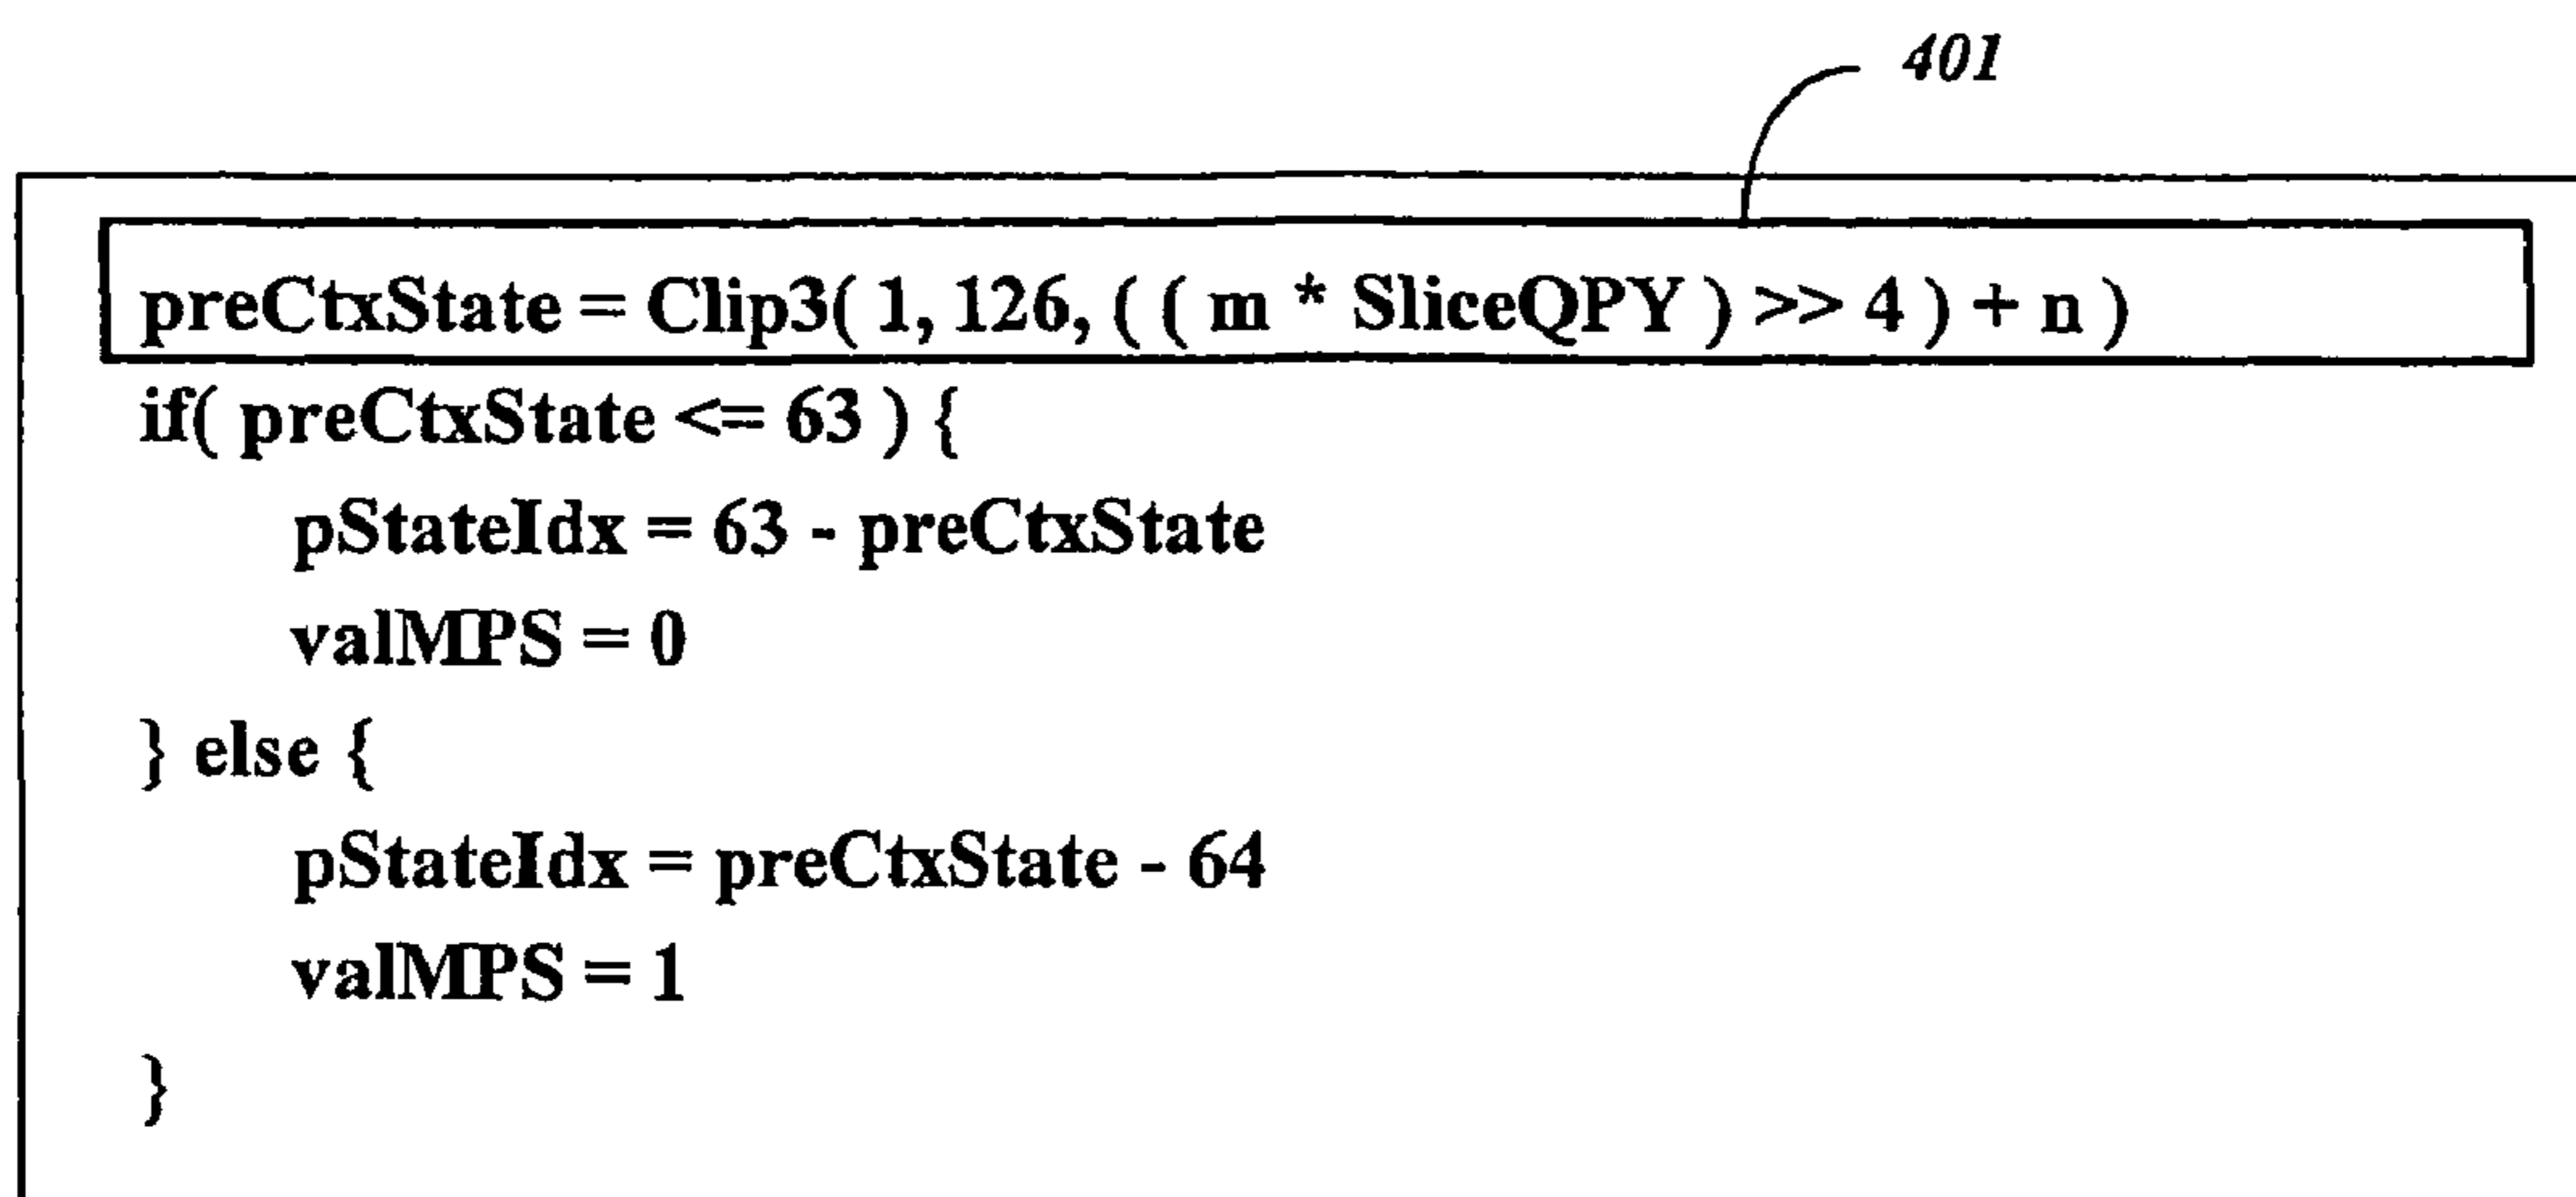 401
preCtxState = Clip3( 1, 126, ( ( m * SliceQPY ) >> 4 ) + n )
if( preCtxState <= 63 ) {
pStateIdx = 63 - preCtxState
valMPS = 0
} else {
pStateIdx = preCtxState - 64
valMPS = 1
}